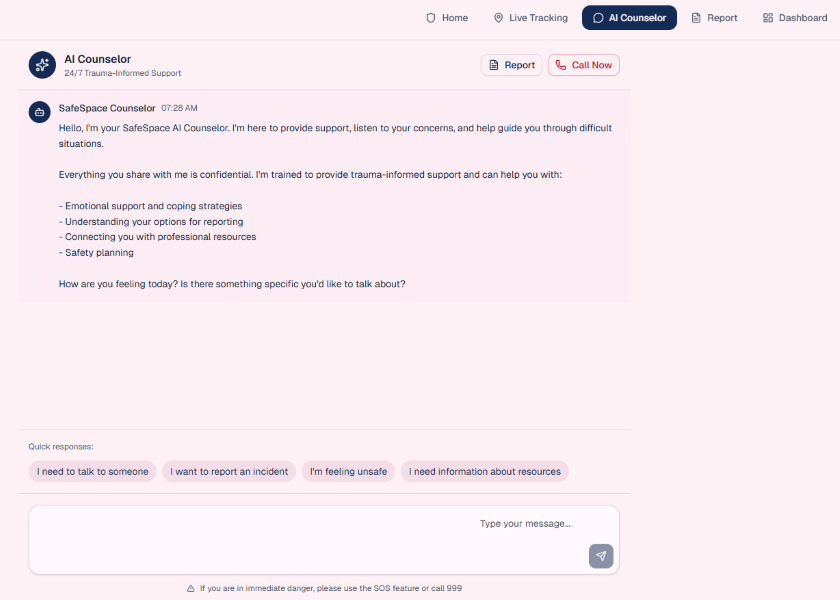 Home
Live Tracking
AI Counselor
Report
Dashboard
AI Counselor
24/7 Trauma-Informed Support
Report
Call Now
SafeSpace Counselor 07:28 AM
Hello, I'm your SafeSpace AI Counselor. I'm here to provide support, listen to your concerns, and help guide you through difficult
situations.
Everything you share with me is confidential. I'm trained to provide trauma-informed support and can help you with:
- Emotional support and coping strategies
- Understanding your options for reporting
- Connecting you with professional resources
- Safety planning
How are you feeling today? Is there something specific you'd like to talk about?
Quick responses:
I need to talk to someone
I want to report an incident
I'm feeling unsafe
I need information about resources
Type your message...
If you are in immediate danger, please use the SOS feature or call 999